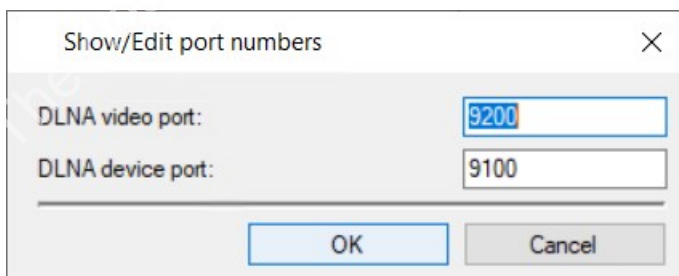 Show/Edit port numbers
DLNA video port: 9200
DLNA device port: 9100
OK Cancel